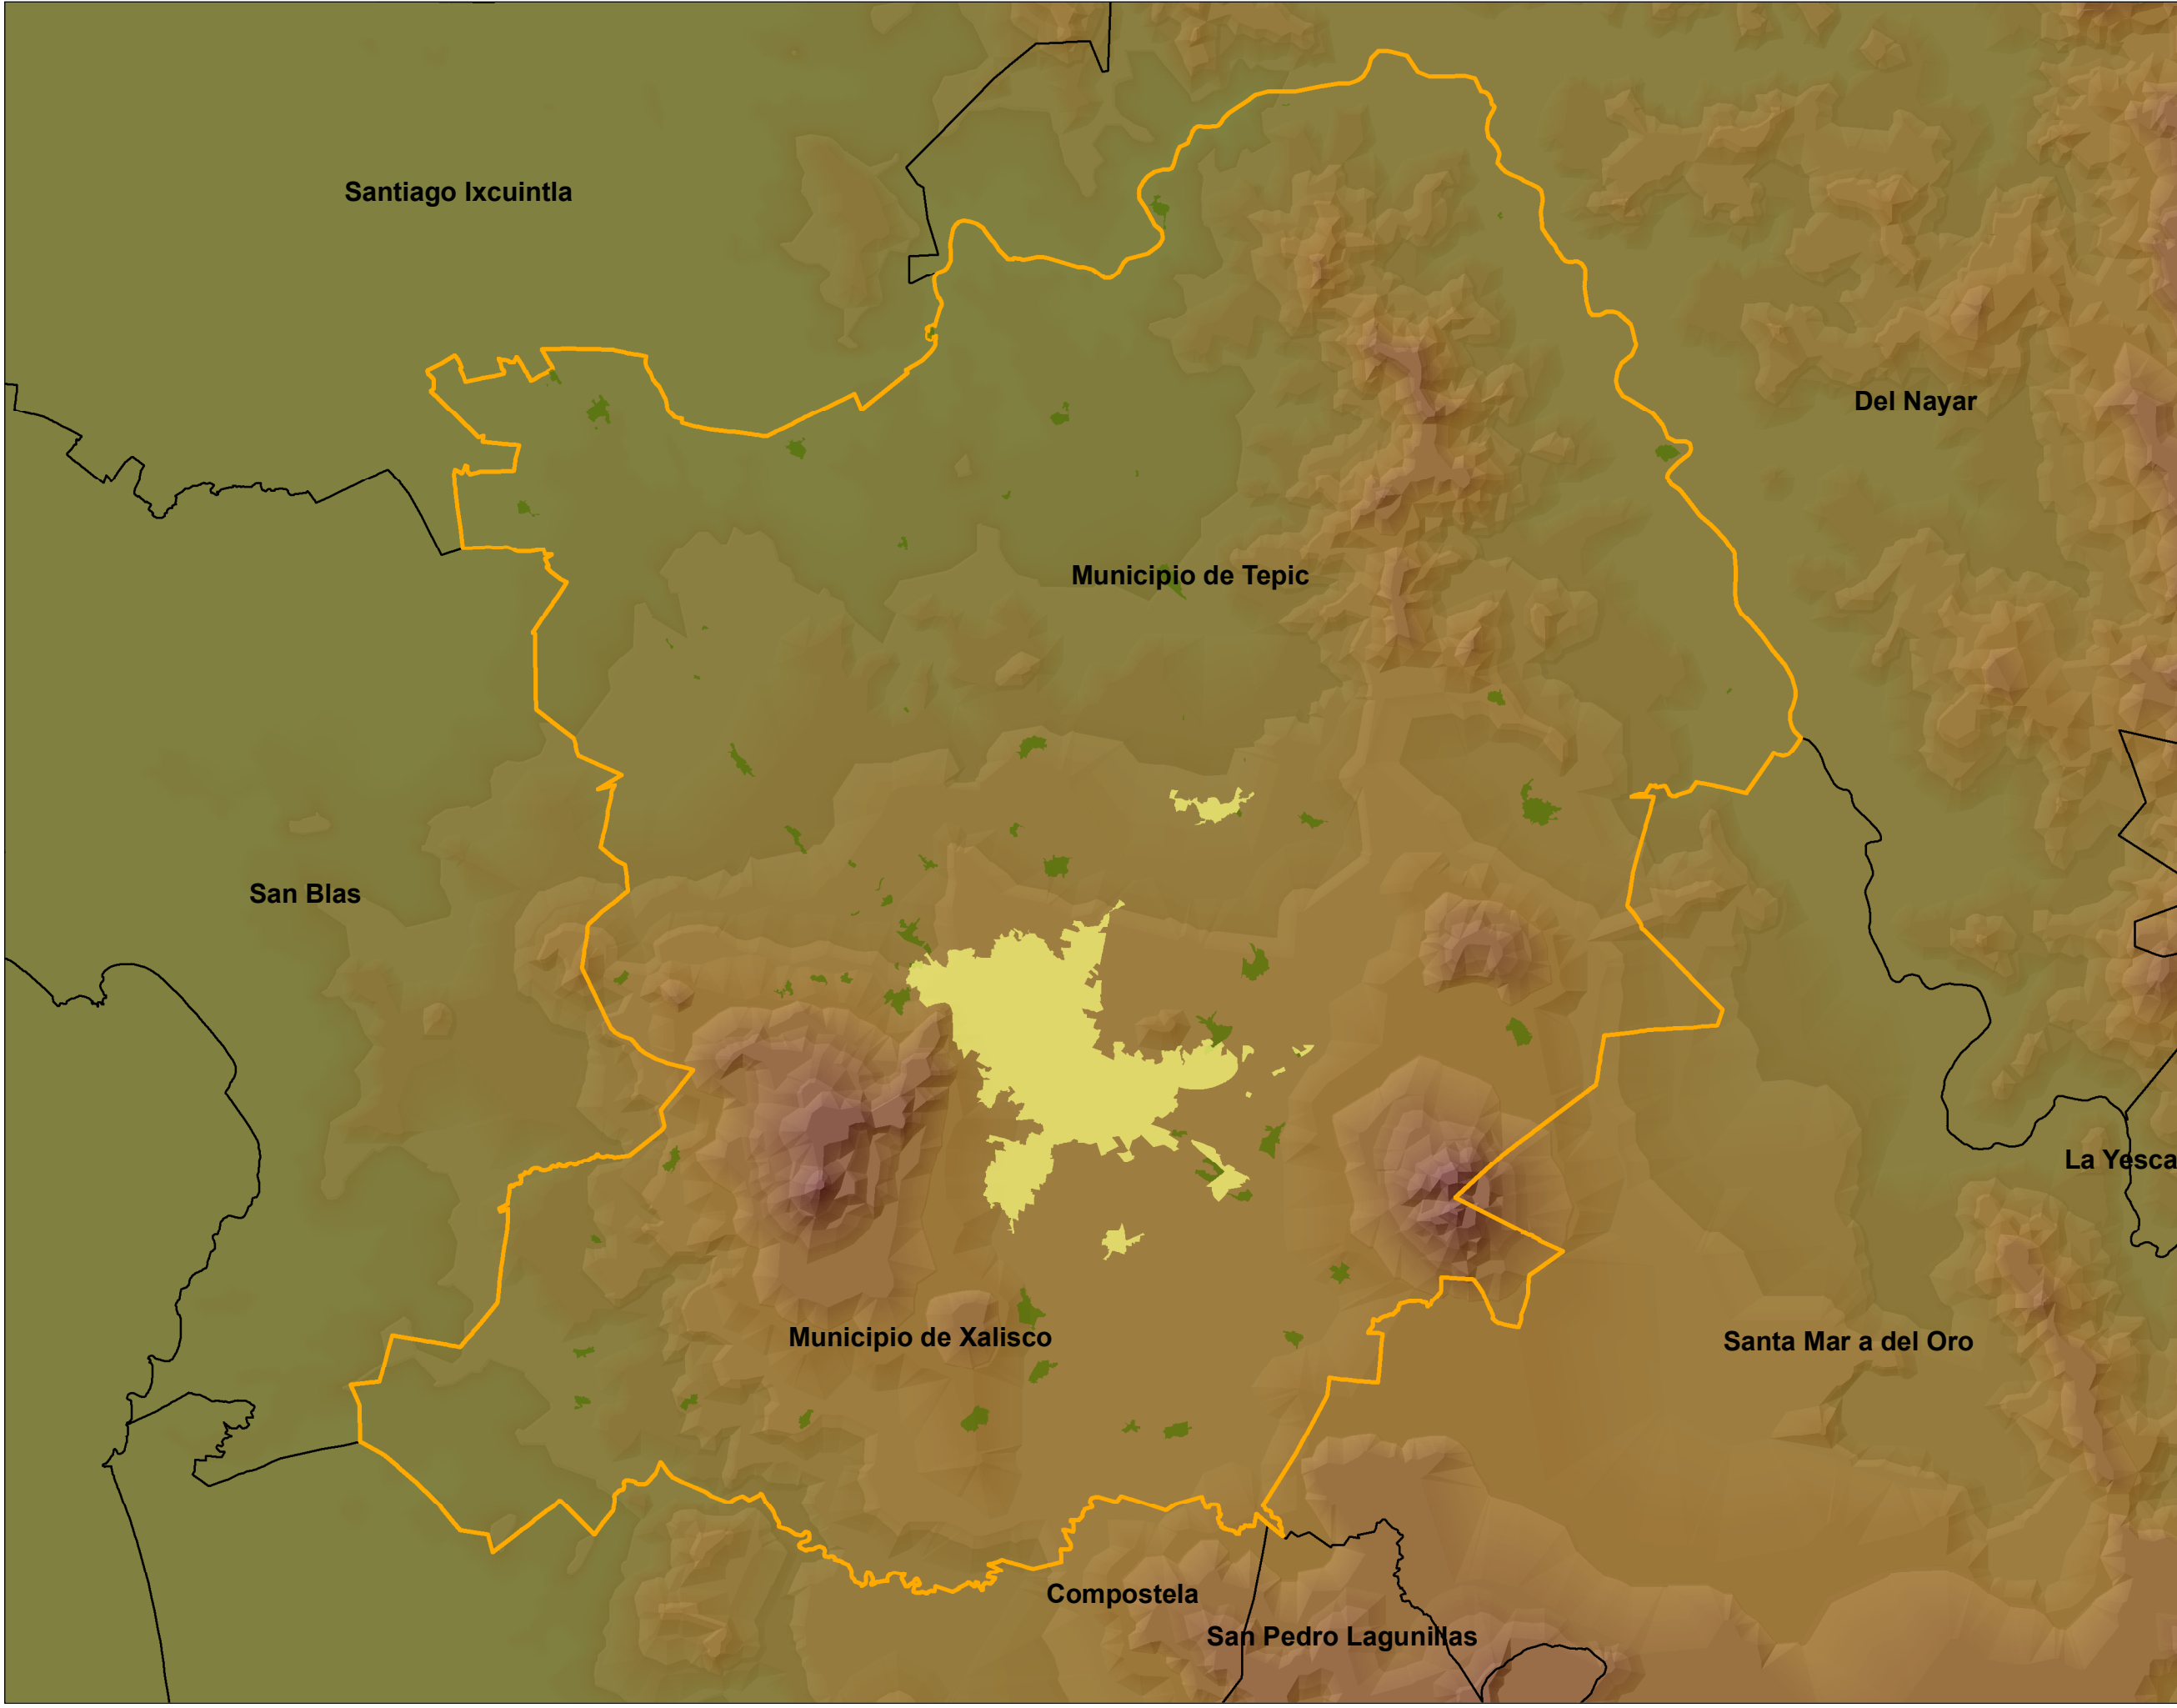 Santiago Ixcuintla
Del Nayar
Municipio de Tepic
San Blas
La Yesca
Municipio de Xalisco
Santa Mar a del Oro
Compostela
San Pedro Lagunillas